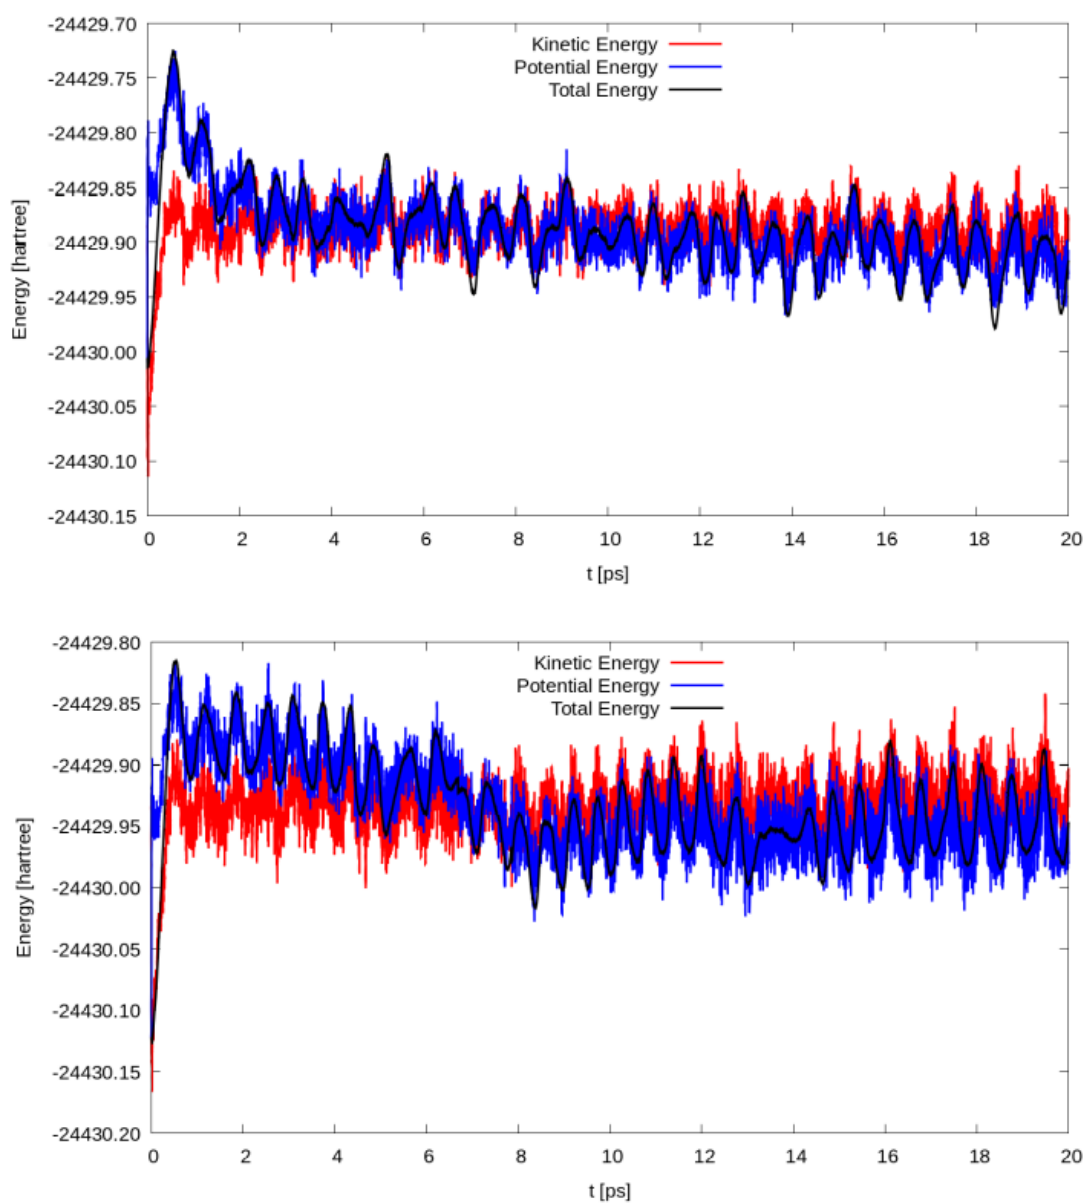 -24429.70
Kinetic Energy
-24429.75
Potential Energy
Total Energy
-24429.80
-24429.85
-24429.90
-24429.95
-24430.00
-24430.05
-24430.10
-24430.15
Energy [hartree]
0 2 4 6 8 10 12 14 16 18 20
t [ps]
-24429.80
Kinetic Energy
Potential Energy
-24429.85
Total Energy
-24429.90
-24429.95
-24430.00
-24430.05
-24430.10
-24430.15
-24430.20
Energy [hartree]
0 2 4 6 8 10 12 14 16 18 20
t [ps]